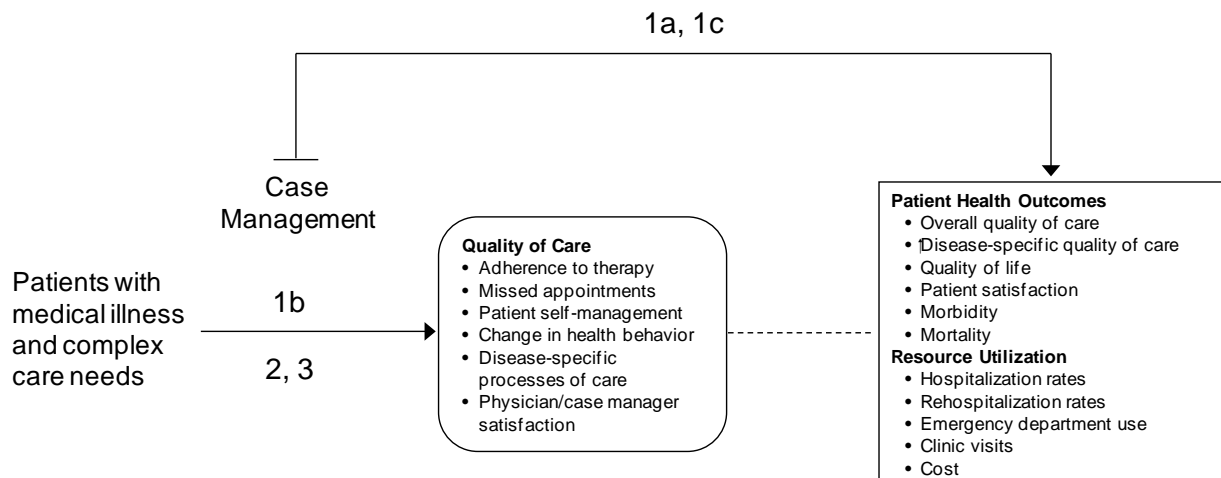 1a, 1c
Case
Management
Patients with
medical illness
and complex
care needs
1b
2, 3
Quality of Care
• Adherence to therapy
• Missed appointments
• Patient self-management
• Change in health behavior
• Disease-specific
processes of care
• Physician/case manager
satisfaction
Patient Health Outcomes
• Overall quality of care
• Disease-specific quality of care
• Quality of life
• Patient satisfaction
• Morbidity
• Mortality
Resource Utilization
• Hospitalization rates
• Rehospitalization rates
• Emergency department use
• Clinic visits
• Cost